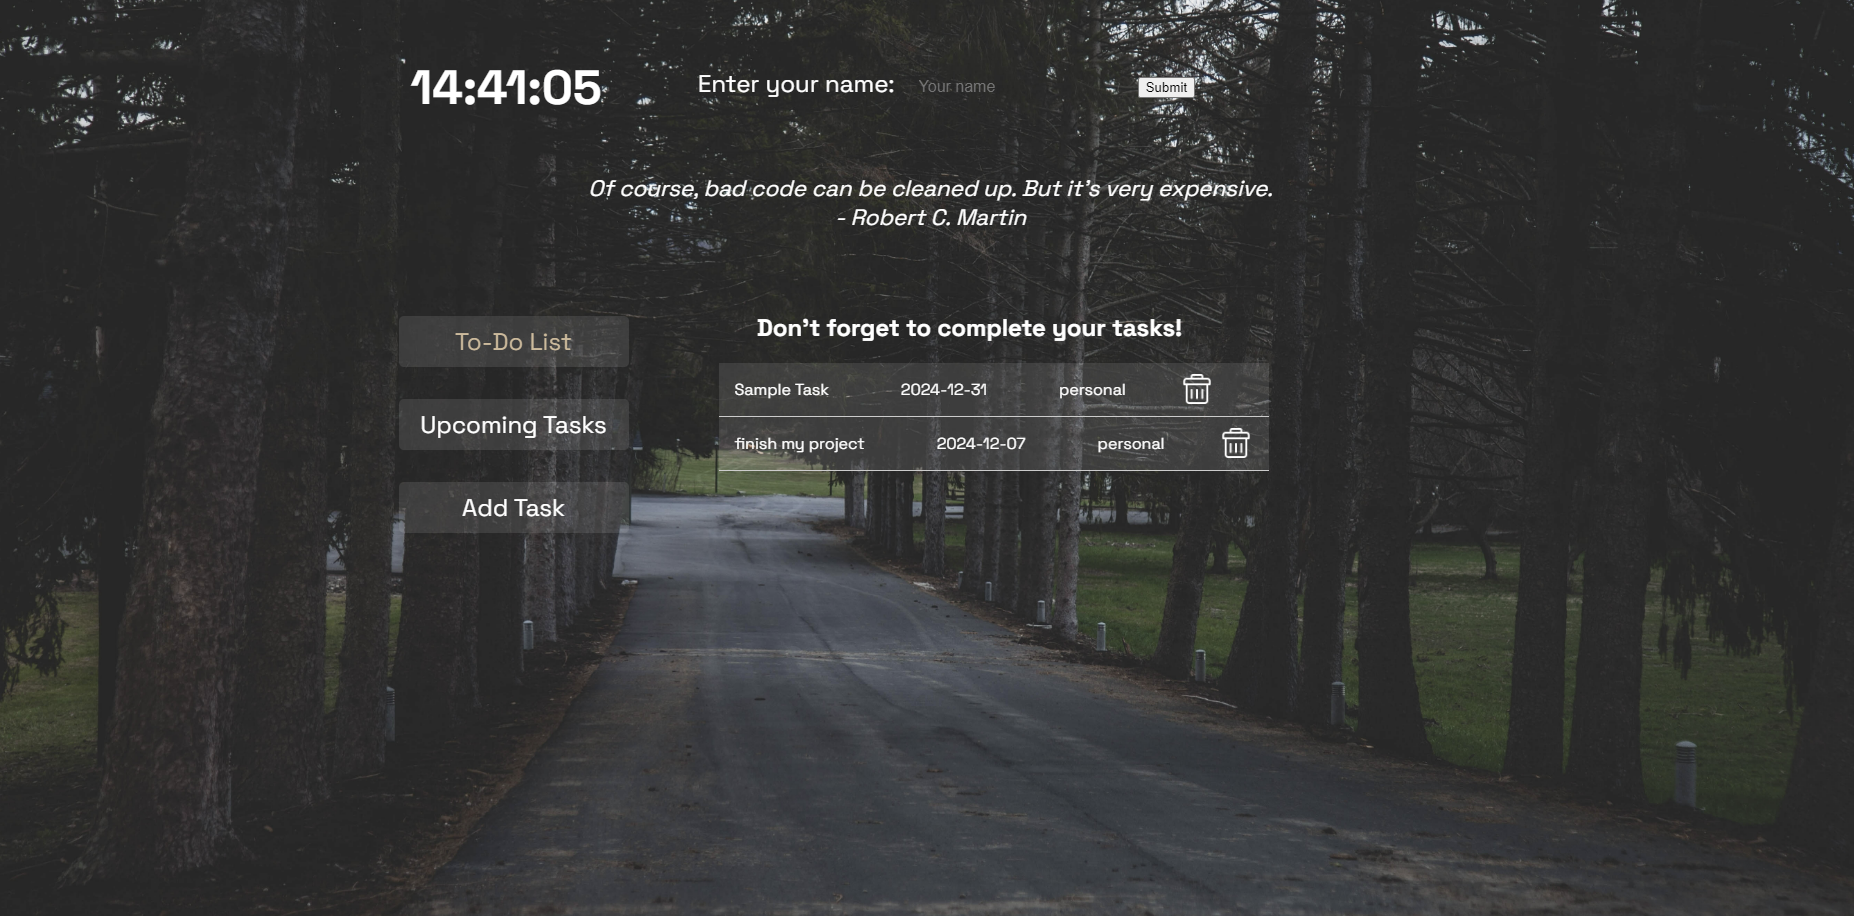 14:41:05
Enter your name: Your name Submit
Of course, bad code can be cleaned up. But it's very expensive.
- Robert C. Martin
To-Do List
Upcoming Tasks
Add Task
Don't forget to complete your tasks!
Sample Task 2024-12-31 personal
finish my project 2024-12-07 personal